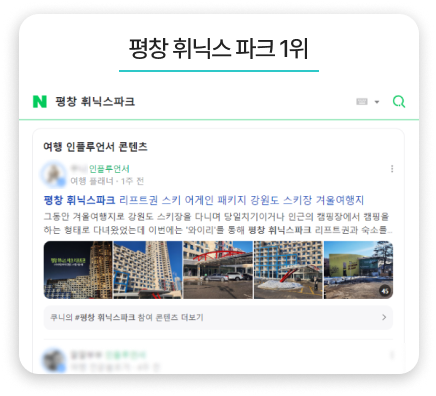 평창 휘닉스 파크 1위
N 평창 휘닉스파크
여행 인플루언서 콘텐츠
인플루언서
여행 플래너 · 1주 전
평창 휘닉스파크 리프트권 스키 어게인 패키지 강원도 스키장 겨울여행지
그동안 겨울여행지로 강원도 스키장을 다니며 당일치기이거나 인근의 캠핑장에서 캠핑을
하는 형태로 다녀왔었는데 이번에는 '와이리'를 통해 평창 휘닉스파크 리프트권과 숙소를..
45
쿠니의 #평창 휘닉스파크 참여 콘텐츠 더보기
인플루언서